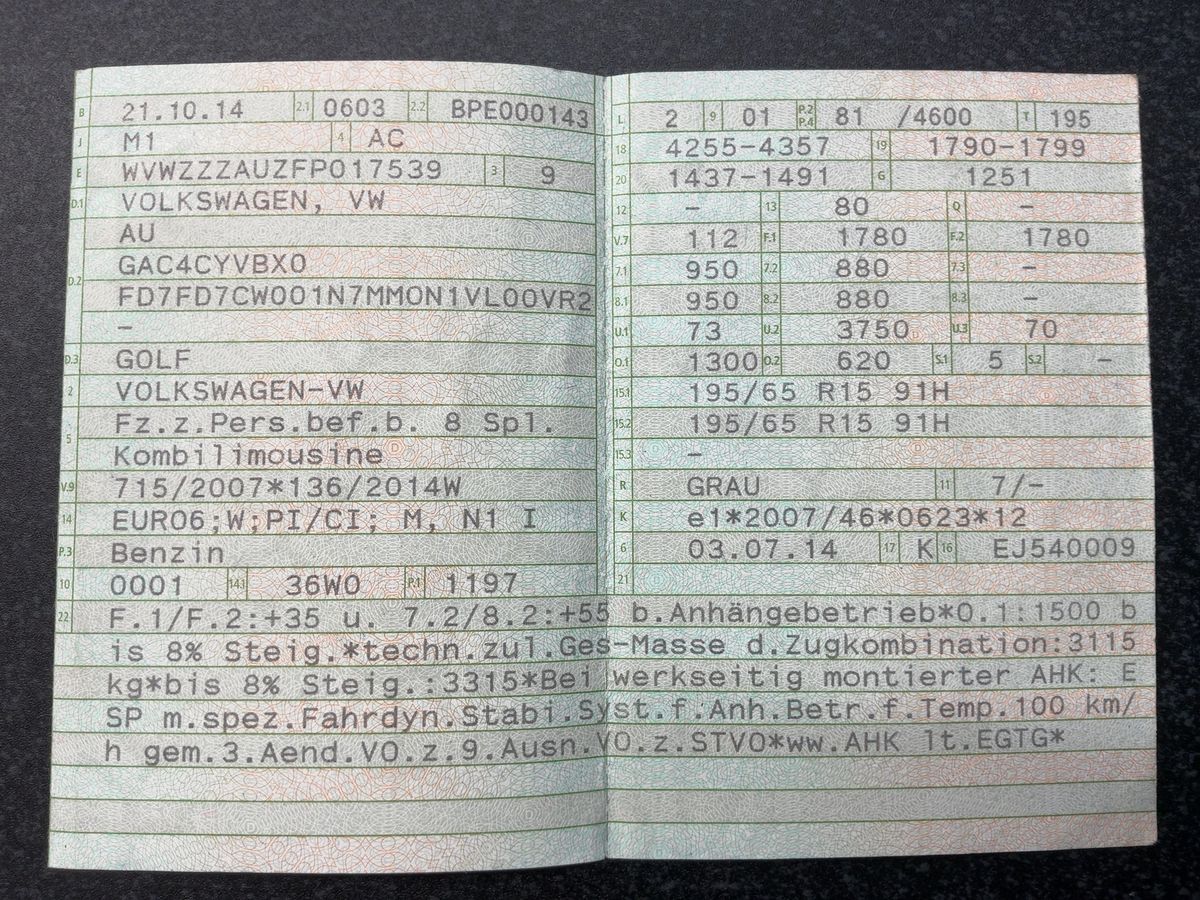 B 21.10.14 2.1 0603 2.2 BPE000143
J M1 4 AC
E WVWZZZAUZFP017539 3 9
D.1 VOLKSWAGEN, VW
AU
D.2 GAC4CYVBX0
FD7FD7CW001N7MMON1VL00VR2
–
D.3 GOLF
2 VOLKSWAGEN-VW
5 Fz.z.Pers.bef.b. 8 Spl.
Kombilimousine
V.9 715/2007*136/2014W
14 EURO6;W;PI/CI; M, N1 I
P.3 Benzin
10 0001 14.1 36W0 P.1 1197
L 2 9 01 P.2 P.4 81 /4600 T 195
18 4255-4357 19 1790-1799
20 1437-1491 G 1251
12 – 13 80 Q –
V.7 112 F.1 1780 F.2 1780
7.1 950 7.2 880 7.3 –
8.1 950 8.2 880 8.3 –
U.1 73 U.2 3750 U.3 70
O.1 1300 O.2 620 S.1 5 S.2 –
15.1 195/65 R15 91H
15.2 195/65 R15 91H
15.3 –
R GRAU 11 7/-
K e1*2007/46*0623*12
6 03.07.14 17 K 16 EJ540009
21
22 F.1/F.2:+35 u. 7.2/8.2:+55 b.Anhängebetrieb*O.1:1500 b
is 8% Steig.*techn.zul.Ges-Masse d.Zugkombination:3115
kg*bis 8% Steig.:3315*Bei werkseitig montierter AHK: E
SP m.spez.Fahrdyn.Stabi.Syst.f.Anh.Betr.f.Temp.100 km/
h gem.3.Aend.VO.z.9.Ausn.VO.z.STVO*ww.AHK lt.EGTG*